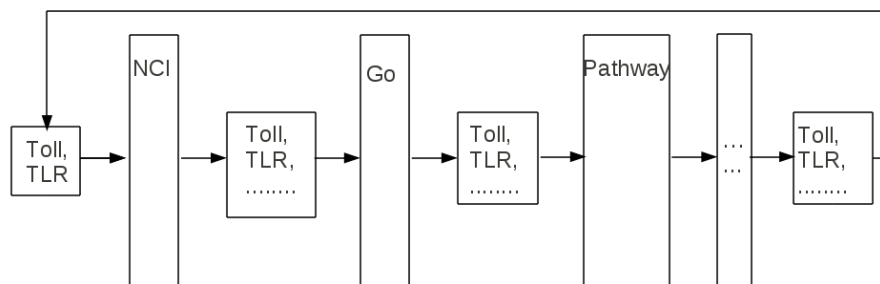 Toll,
TLR
NCI
Toll,
TLR,
........
Go
Toll,
TLR,
........
Pathway
...
...
Toll,
TLR,
........